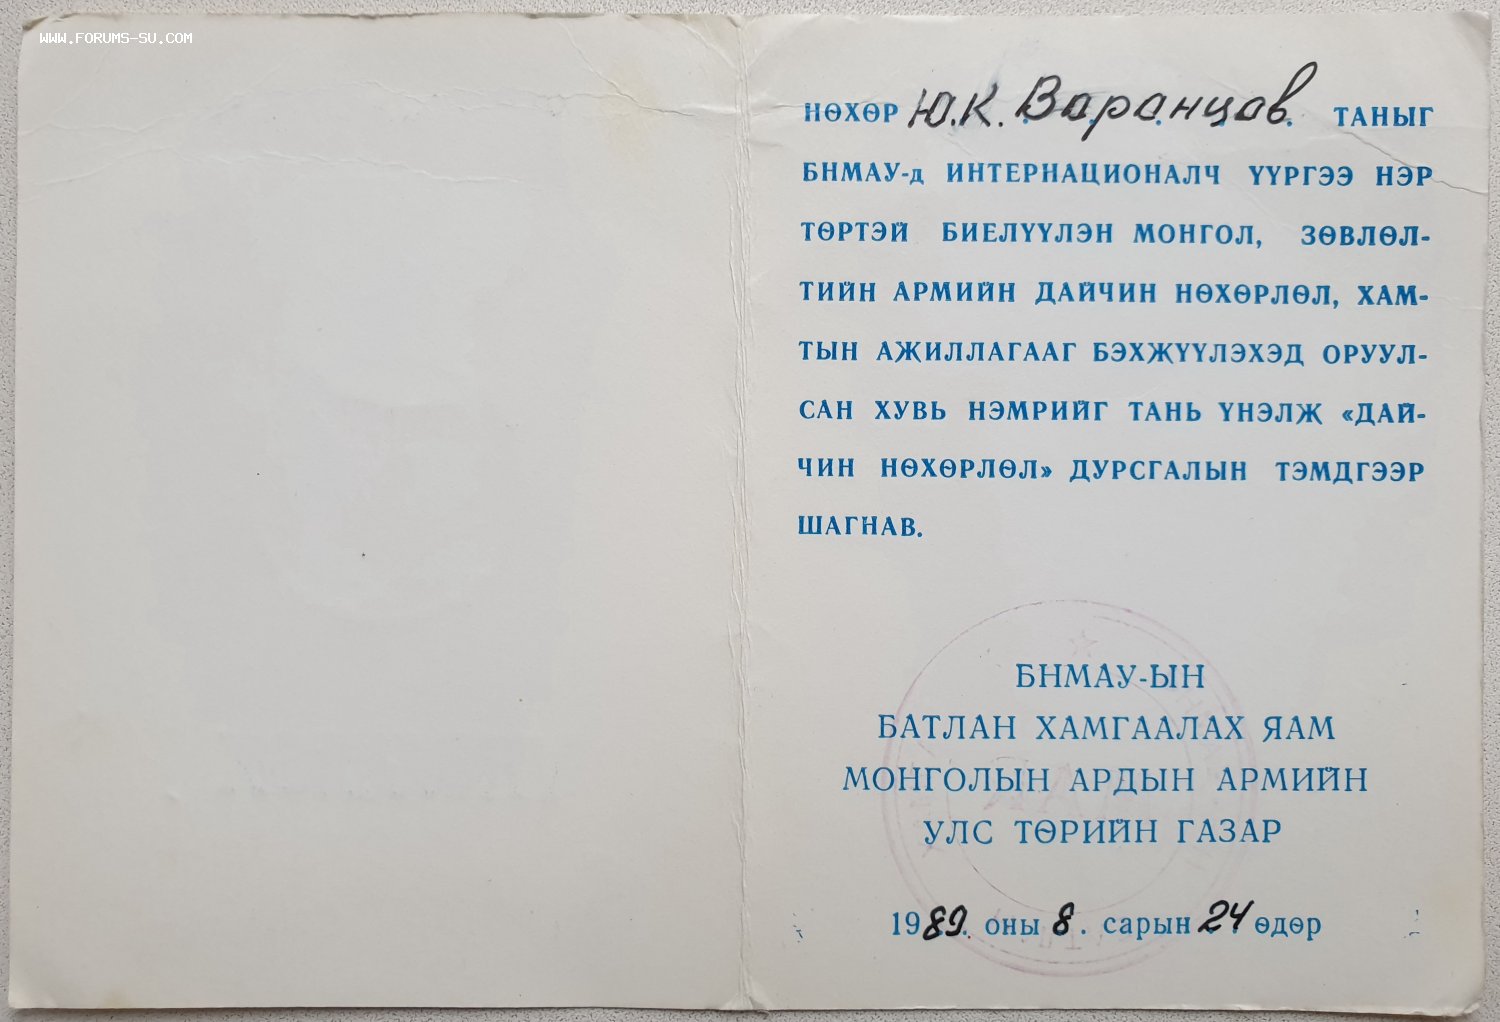 WWW.FORUMS-SU.COM
НӨХӨР Ю.К. Варанцав ТАНЫГ
БНМАУ-д ИНТЕРНАЦИОНАЛЧ ҮҮРГЭЭ НЭР
ТӨРТЭЙ БИЕЛҮҮЛЭН МОНГОЛ, ЗӨВЛӨЛ-
ТИЙН АРМИЙН ДАЙЧИН НӨХӨРЛӨЛ, ХАМ-
ТЫН АЖИЛЛАГААГ БЭХЖҮҮЛЭХЭД ОРУУЛ-
САН ХУВЬ НЭМРИЙГ ТАНЬ ҮНЭЛЖ «ДАЙ-
ЧИН НӨХӨРЛӨЛ» ДУРСГАЛЫН ТЭМДГЭЭР
ШАГНАВ.
БНМАУ-ЫН
БАТЛАН ХАМГААЛАХ ЯАМ
МОНГОЛЫН АРДЫН АРМИЙН
УЛС ТӨРИЙН ГАЗАР
1989. оны 8. сарын 24 өдөр